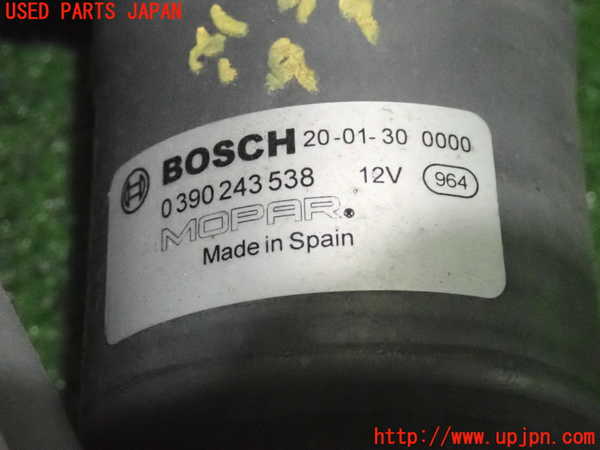 USED PARTS JAPAN
BOSCH 20-01-30 0000
0 390 243 538 12V 964
MOPAR®
Made in Spain
http://www.upjpn.com/